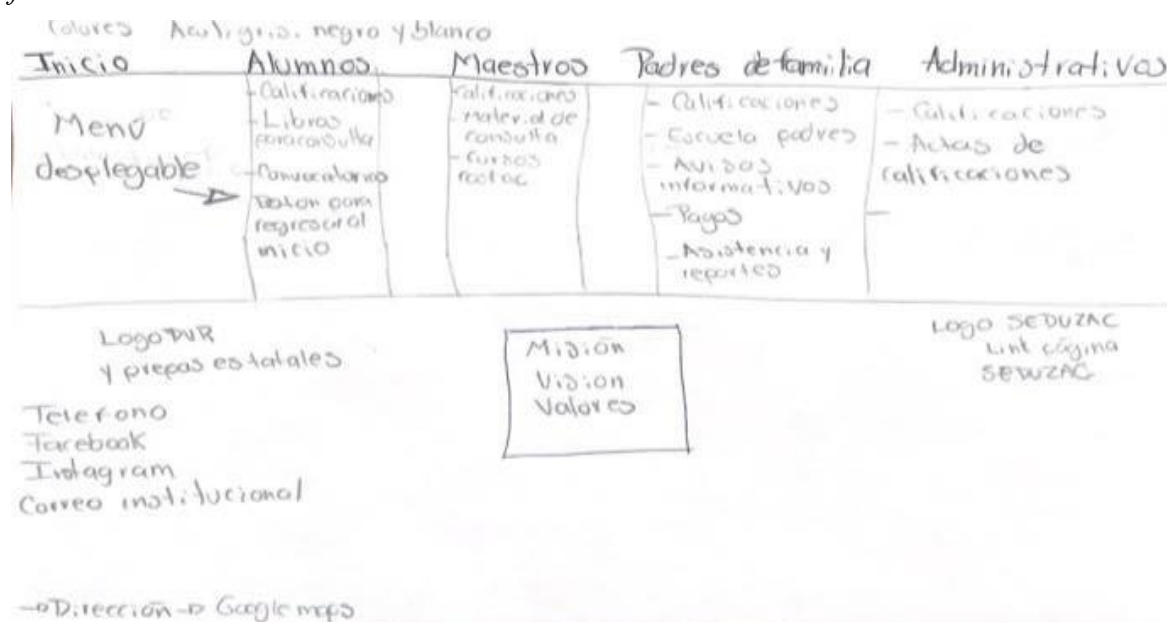 Colores Azul, gris, negro y blanco
Inicio
Alumnos
Maestros
Padres de familia
Administrativos
Menú
desplegable
- Calificaciones
- Libros
para consulta
- Convocatorias
Boton para
regresar al
inicio
Calificaciones
- material de
consulta
- Cursos
- Calificaciones
- Escuela padres
- Avisos
informativos
- Pagos
- Asistencia y
reportes
- Calificaciones
- Actas de
calificaciones
-
Logo
y prepas estatales
Telefono
Facebook
Instagram
Correo institucional
Misión
Visión
Valores
Logo SEDUZAC
Link página
SEDUZAC
→Dirección → Google maps